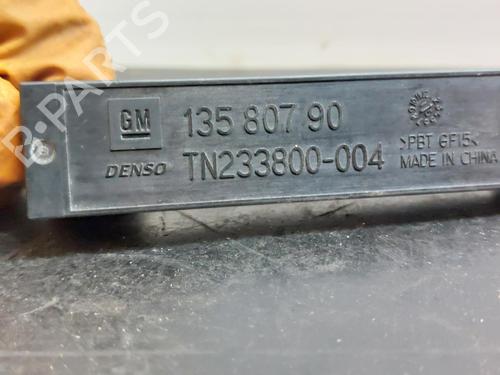 GM 135 807 90
DENSO TN233800-004
>PBT GF15<
MADE IN CHINA
B-PARTS